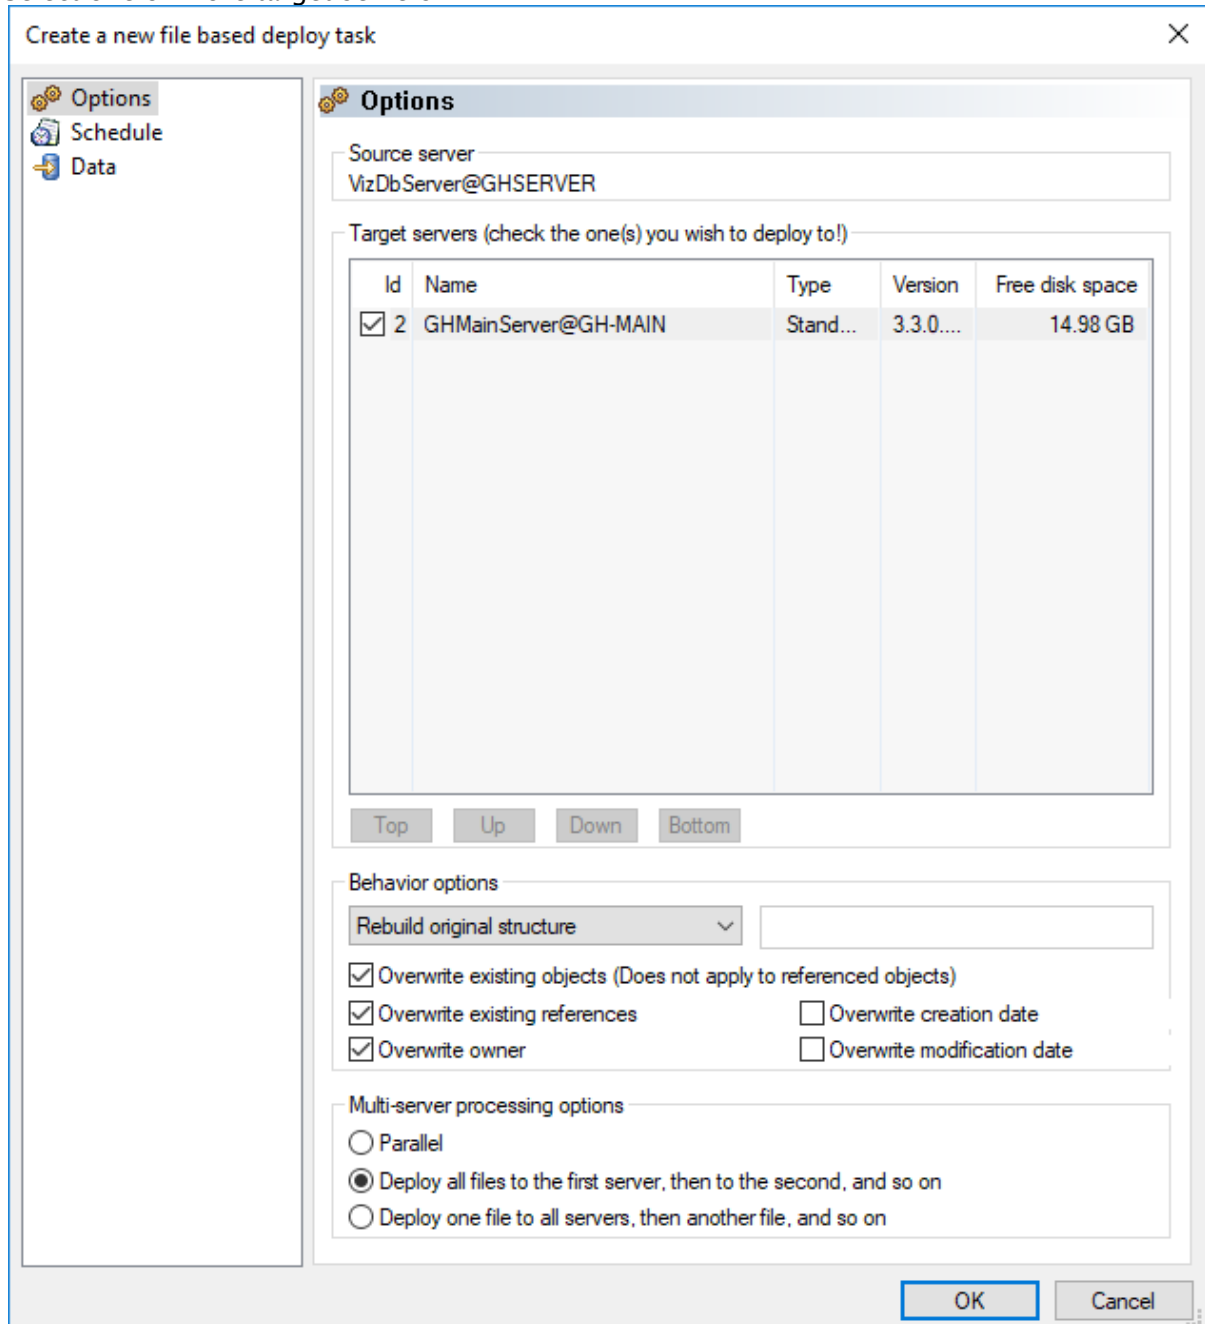 Create a new file based deploy task
Options
Schedule
Data
Options
Source server
VizDbServer@GHSERVER
Target servers (check the one(s) you wish to deploy to!)
Id Name Type Version Free disk space
2 GHMainServer@GH-MAIN Stand... 3.3.0.... 14.98 GB
Top Up Down Bottom
Behavior options
Rebuild original structure
Overwrite existing objects (Does not apply to referenced objects)
Overwrite existing references Overwrite creation date
Overwrite owner Overwrite modification date
Multi-server processing options
Parallel
Deploy all files to the first server, then to the second, and so on
Deploy one file to all servers, then another file, and so on
OK Cancel